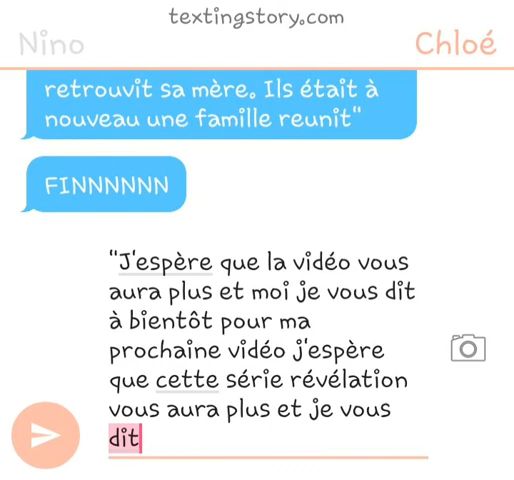 textingstory.com
Nino
Chloé
retrouvit sa mère. Ils était à
nouveau une famille reunit"
FINNNNNN
"J'espère que la vidéo vous
aura plus et moi je vous dit
à bientôt pour ma
prochaine vidéo j'espère
que cette série révélation
vous aura plus et je vous
dit